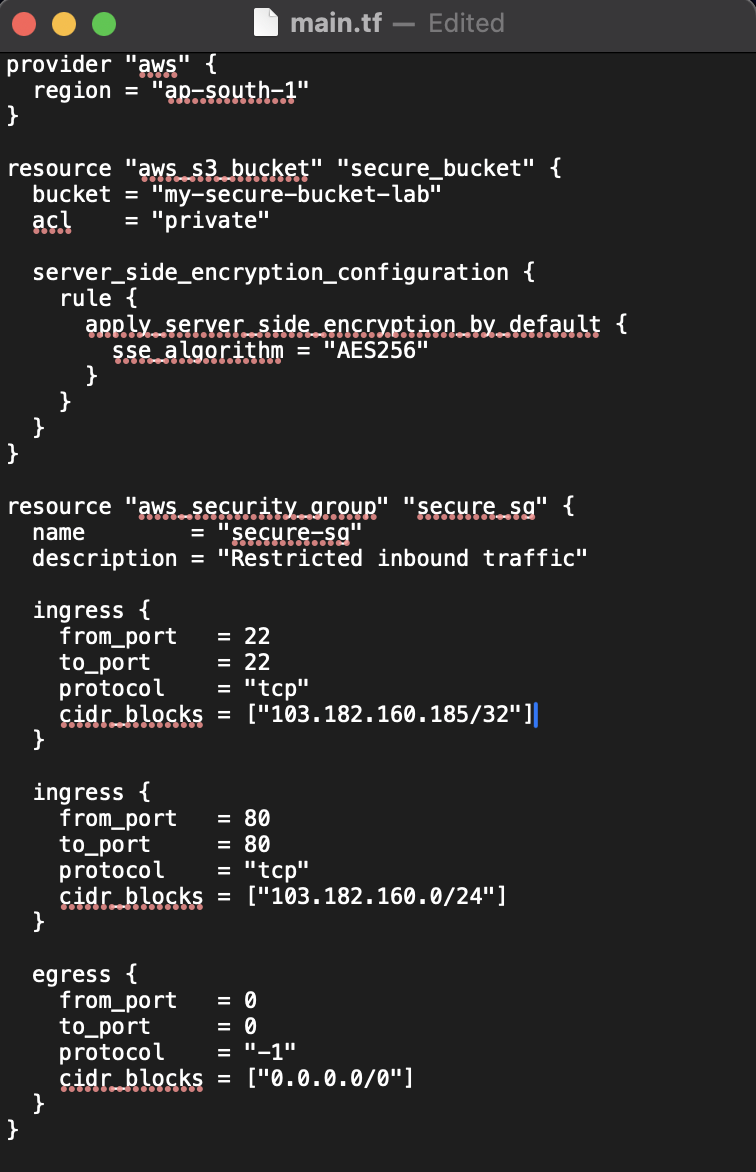 main.tf — Edited
provider "aws" {
  region = "ap-south-1"
}

resource "aws_s3_bucket" "secure_bucket" {
  bucket = "my-secure-bucket-lab"
  acl    = "private"

  server_side_encryption_configuration {
    rule {
      apply_server_side_encryption_by_default {
        sse_algorithm = "AES256"
      }
    }
  }
}

resource "aws_security_group" "secure_sg" {
  name        = "secure-sg"
  description = "Restricted inbound traffic"

  ingress {
    from_port   = 22
    to_port     = 22
    protocol    = "tcp"
    cidr_blocks = ["103.182.160.185/32"]
  }

  ingress {
    from_port   = 80
    to_port     = 80
    protocol    = "tcp"
    cidr_blocks = ["103.182.160.0/24"]
  }

  egress {
    from_port   = 0
    to_port     = 0
    protocol    = "-1"
    cidr_blocks = ["0.0.0.0/0"]
  }
}